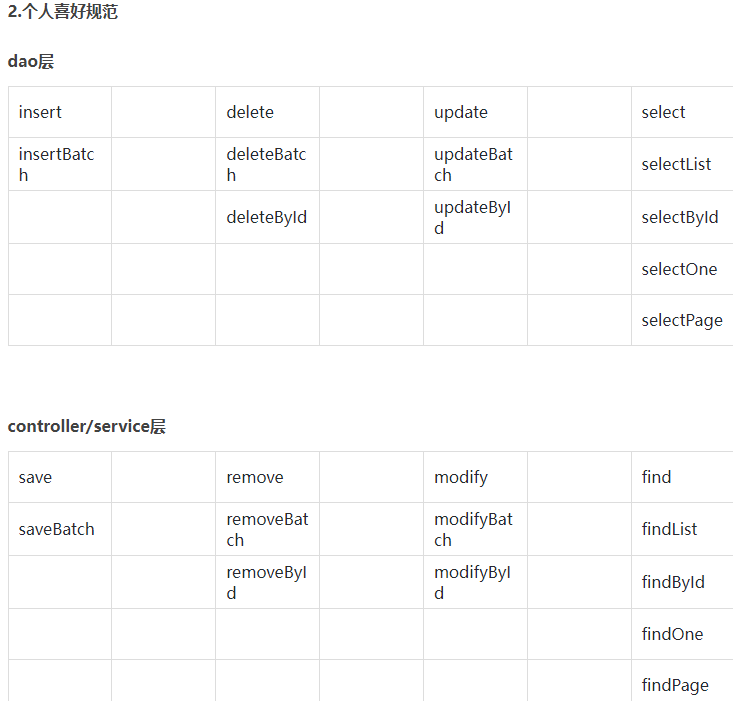 2.个人喜好规范
dao层
insert delete update select
insertBatch deleteBatch updateBatch selectList
deleteById updateById selectById
selectOne
selectPage
controller/service层
save remove modify find
saveBatch removeBatch modifyBatch findList
removeById modifyById findById
findOne
findPage